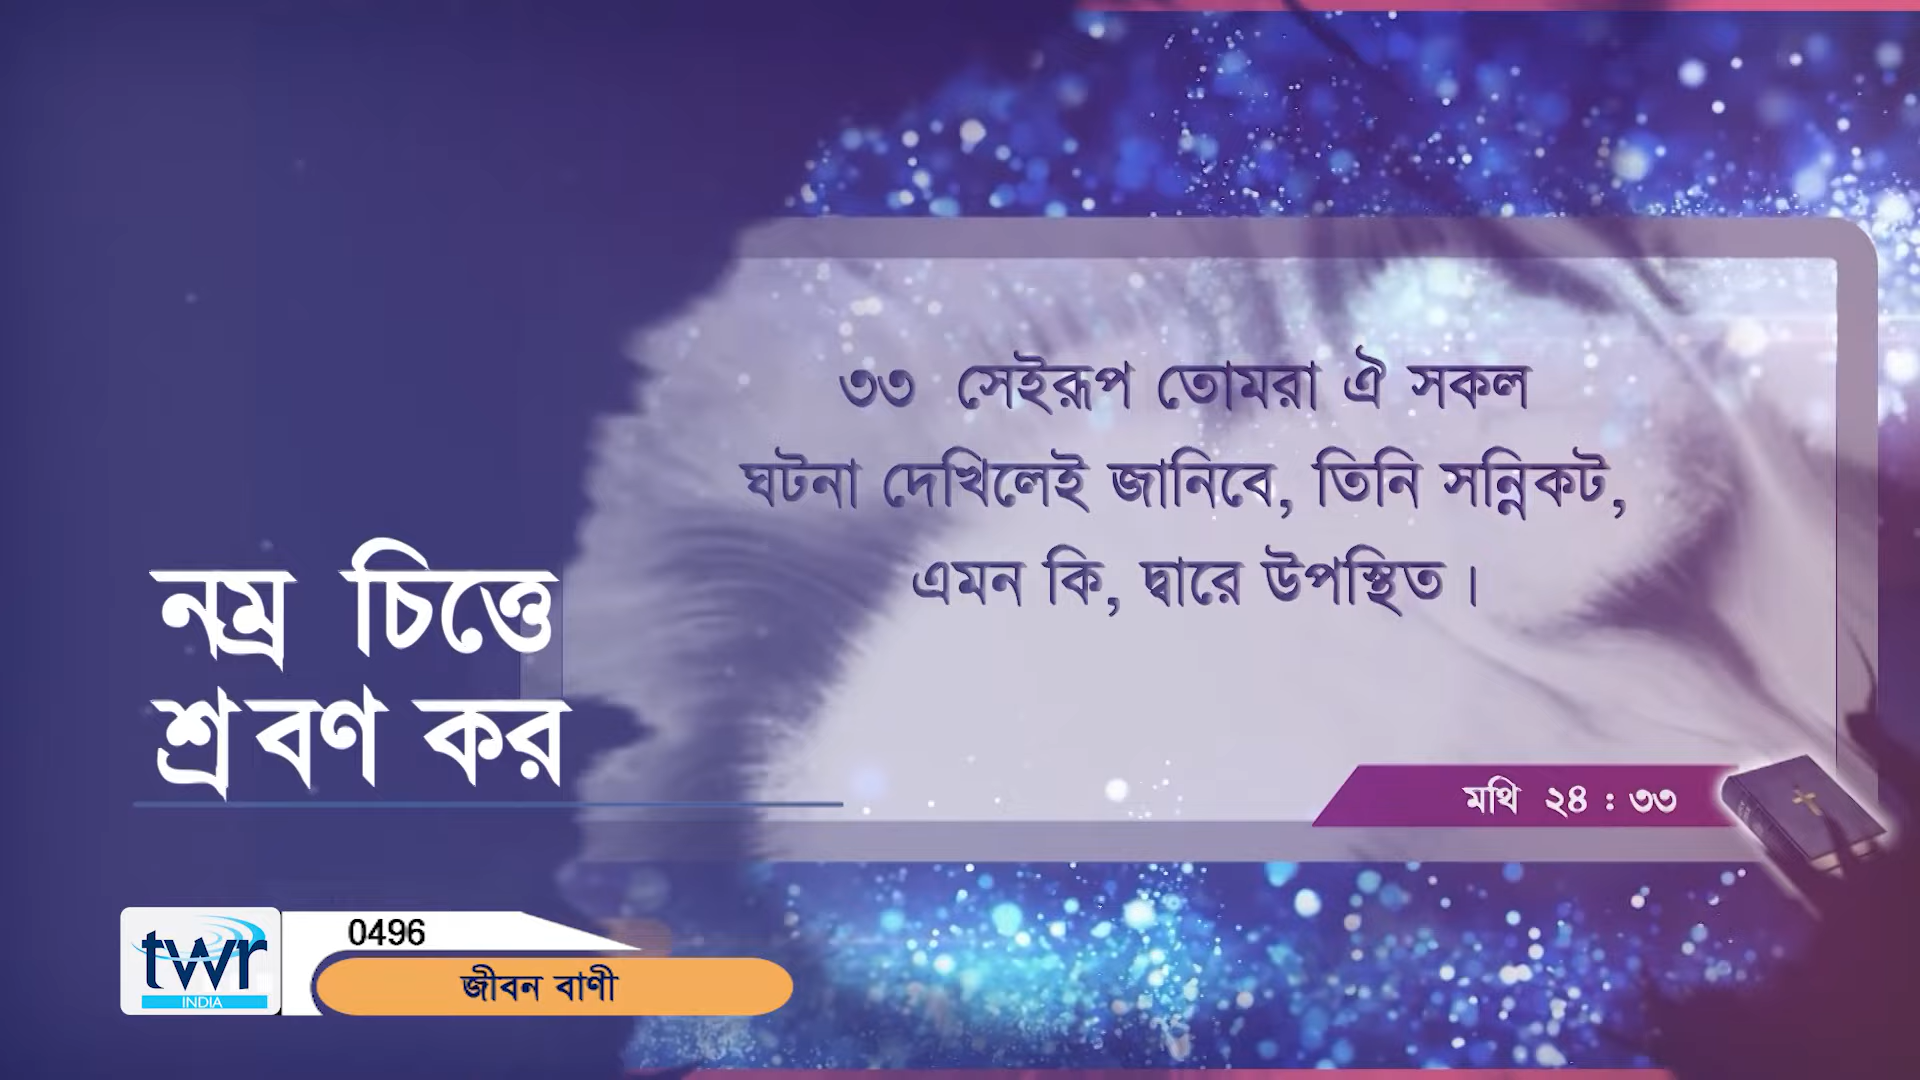 ৩৩ সেইরূপ তোমরা ঐ সকল
ঘটনা দেখিলেই জানিবে, তিনি সন্নিকট,
এমন কি, দ্বারে উপস্থিত।
মথি ২৪ : ৩৩
নম্র চিত্তে
শ্রবণ কর
twr
INDIA
0496
জীবন বাণী